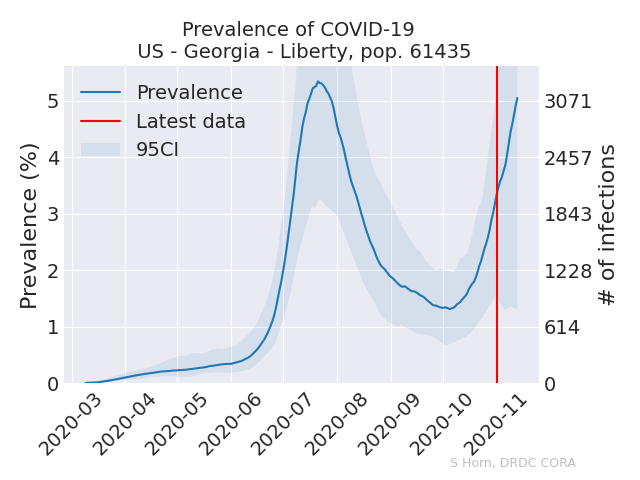 Prevalence of COVID-19
US - Georgia - Liberty, pop. 61435
Prevalence
Latest data
95CI
Prevalence (%)
5
4
3
2
1
0
3071
2457
1843
1228
614
0
# of infections
2020-03
2020-04
2020-05
2020-06
2020-07
2020-08
2020-09
2020-10
2020-11
S Horn, DRDC CORA